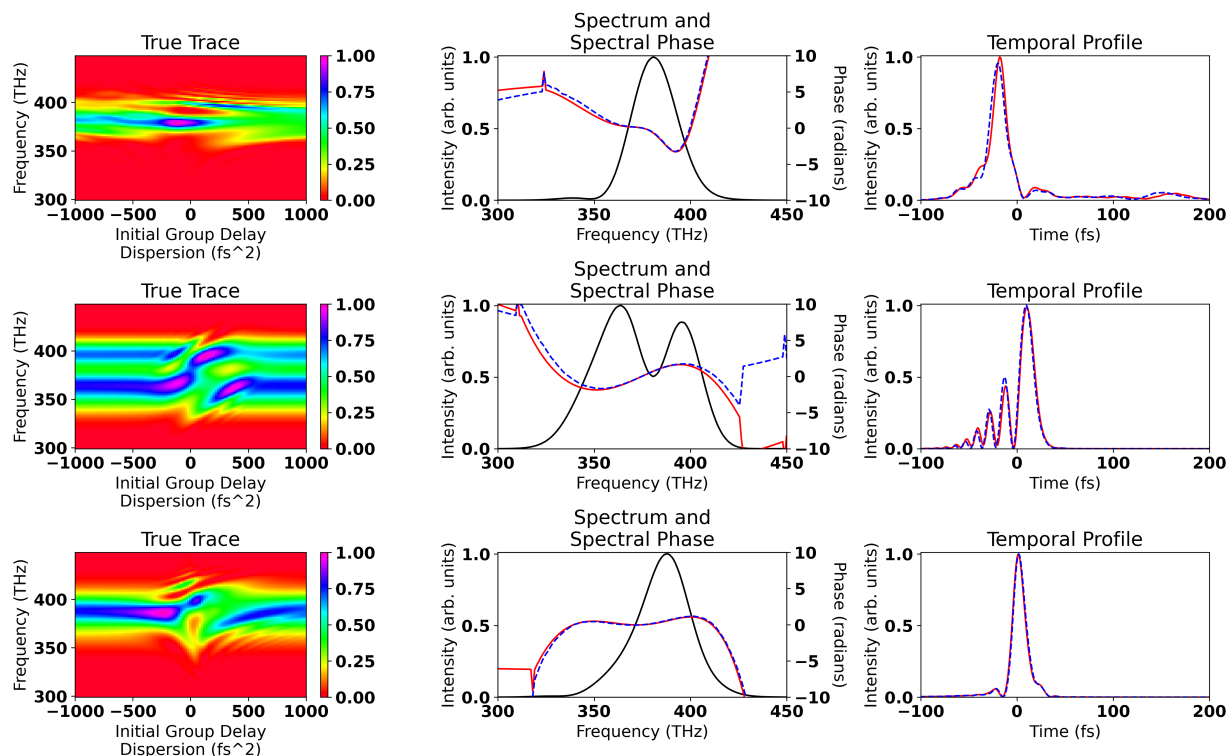 True Trace
Frequency (THz)
400
350
300
−1000
−500
0
500
1000
Initial Group Delay
Dispersion (fs^2)
1.00
0.75
0.50
0.25
0.00
Spectrum and
Spectral Phase
Intensity (arb. units)
1.0
0.5
0.0
300
350
400
450
Frequency (THz)
10
5
0
−5
−10
Phase (radians)
Temporal Profile
Intensity (arb. units)
1.0
0.5
0.0
−100
0
100
200
Time (fs)
True Trace
Frequency (THz)
400
350
300
−1000
−500
0
500
1000
Initial Group Delay
Dispersion (fs^2)
1.00
0.75
0.50
0.25
0.00
Spectrum and
Spectral Phase
Intensity (arb. units)
1.0
0.5
0.0
300
350
400
450
Frequency (THz)
10
5
0
−5
−10
Phase (radians)
Temporal Profile
Intensity (arb. units)
1.0
0.5
0.0
−100
0
100
200
Time (fs)
True Trace
Frequency (THz)
400
350
300
−1000
−500
0
500
1000
Initial Group Delay
Dispersion (fs^2)
1.00
0.75
0.50
0.25
0.00
Spectrum and
Spectral Phase
Intensity (arb. units)
1.0
0.5
0.0
300
350
400
450
Frequency (THz)
10
5
0
−5
−10
Phase (radians)
Temporal Profile
Intensity (arb. units)
1.0
0.5
0.0
−100
0
100
200
Time (fs)